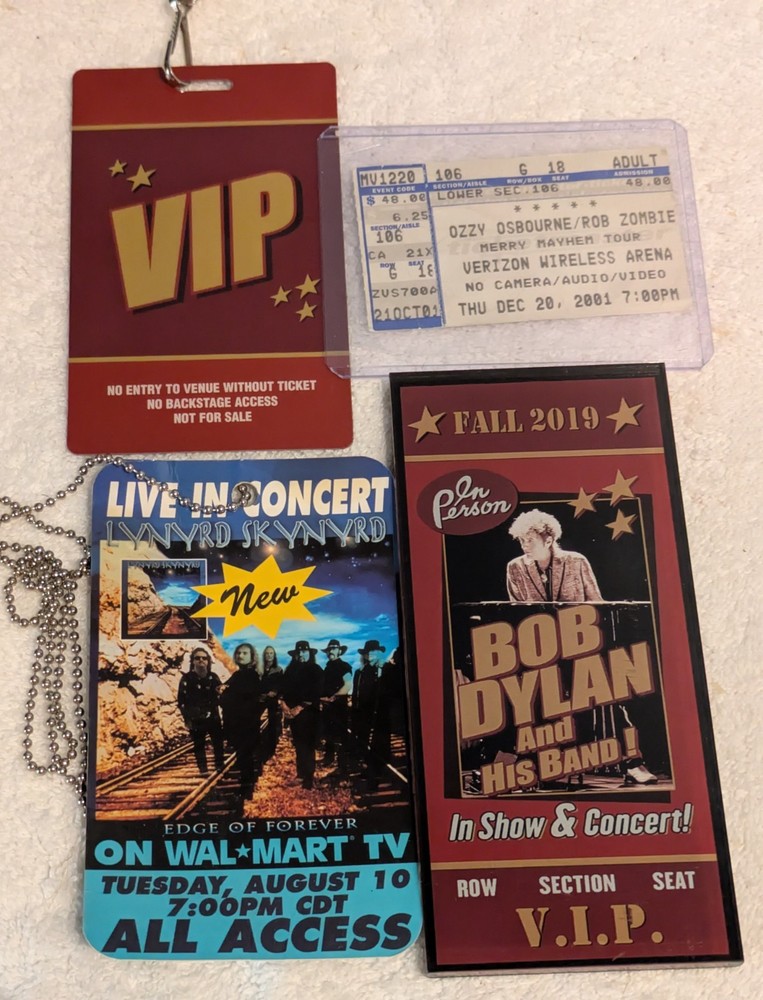 VIP
NO ENTRY TO VENUE WITHOUT TICKET
NO BACKSTAGE ACCESS
NOT FOR SALE
MV1220
EVENT CODE
$ 48.00
6.25
SECTION/AISLE
106
CA 21X
ROW SEAT
G 18
ZVS700A
21OCT01
106 G 18 ADULT
SECTION/AISLE ROW/BOX SEAT ADMISSION
LOWER SEC.106 48.00
* * * * *
OZZY OSBOURNE/ROB ZOMBIE
MERRY MAYHEM TOUR
VERIZON WIRELESS ARENA
NO CAMERA/AUDIO/VIDEO
THU DEC 20, 2001 7:00PM
LIVE IN CONCERT
LYNYRD SKYNYRD
LYNYRD SKYNYRD
New
EDGE OF FOREVER
ON WAL★MART® TV
TUESDAY, AUGUST 10
7:00PM CDT
ALL ACCESS
FALL 2019
In
Person
BOB
DYLAN
And
His BAND!
In Show & Concert!
ROW SECTION SEAT
V.I.P.